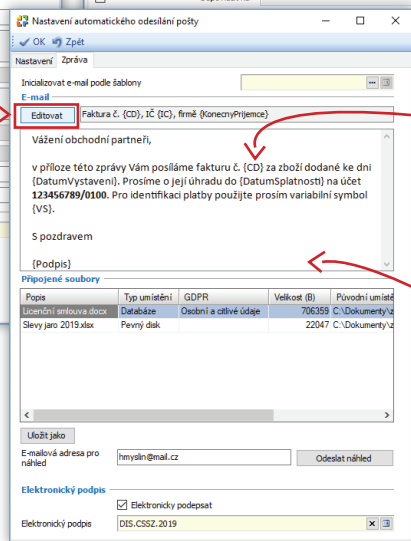 Nastavení automatického odesílání pošty
OK Zpět
Nastavení Zpráva
Inicializovat e-mail podle šablony
E-mail
Editovat Faktura č. {CD}, IČ {IC}, firmě {KonecnyPrijemce}
Vážení obchodní partneři,
v příloze této zprávy Vám posíláme fakturu č. {CD} za zboží dodané ke dni
{DatumVystaveni}. Prosíme o její úhradu do {DatumSplatnosti} na účet
123456789/0100. Pro identifikaci platby použijte prosím variabilní symbol
{VS}.
S pozdravem
{Podpis}
Připojené soubory
Popis Typ umístění GDPR Velikost (B) Původní umístě
Licenční smlouva.docx Databáze Osobní a citlivé údaje 706359 C:\Dokumenty\z
Slevy jaro 2019.xlsx Pevný disk 22047 C:\Dokumenty\z
Uložit jako
E-mailová adresa pro
náhled
hmyslin@mail.cz Odeslat náhled
Elektronický podpis
Elektronicky podepsat
Elektronický podpis DIS.CSSZ.2019